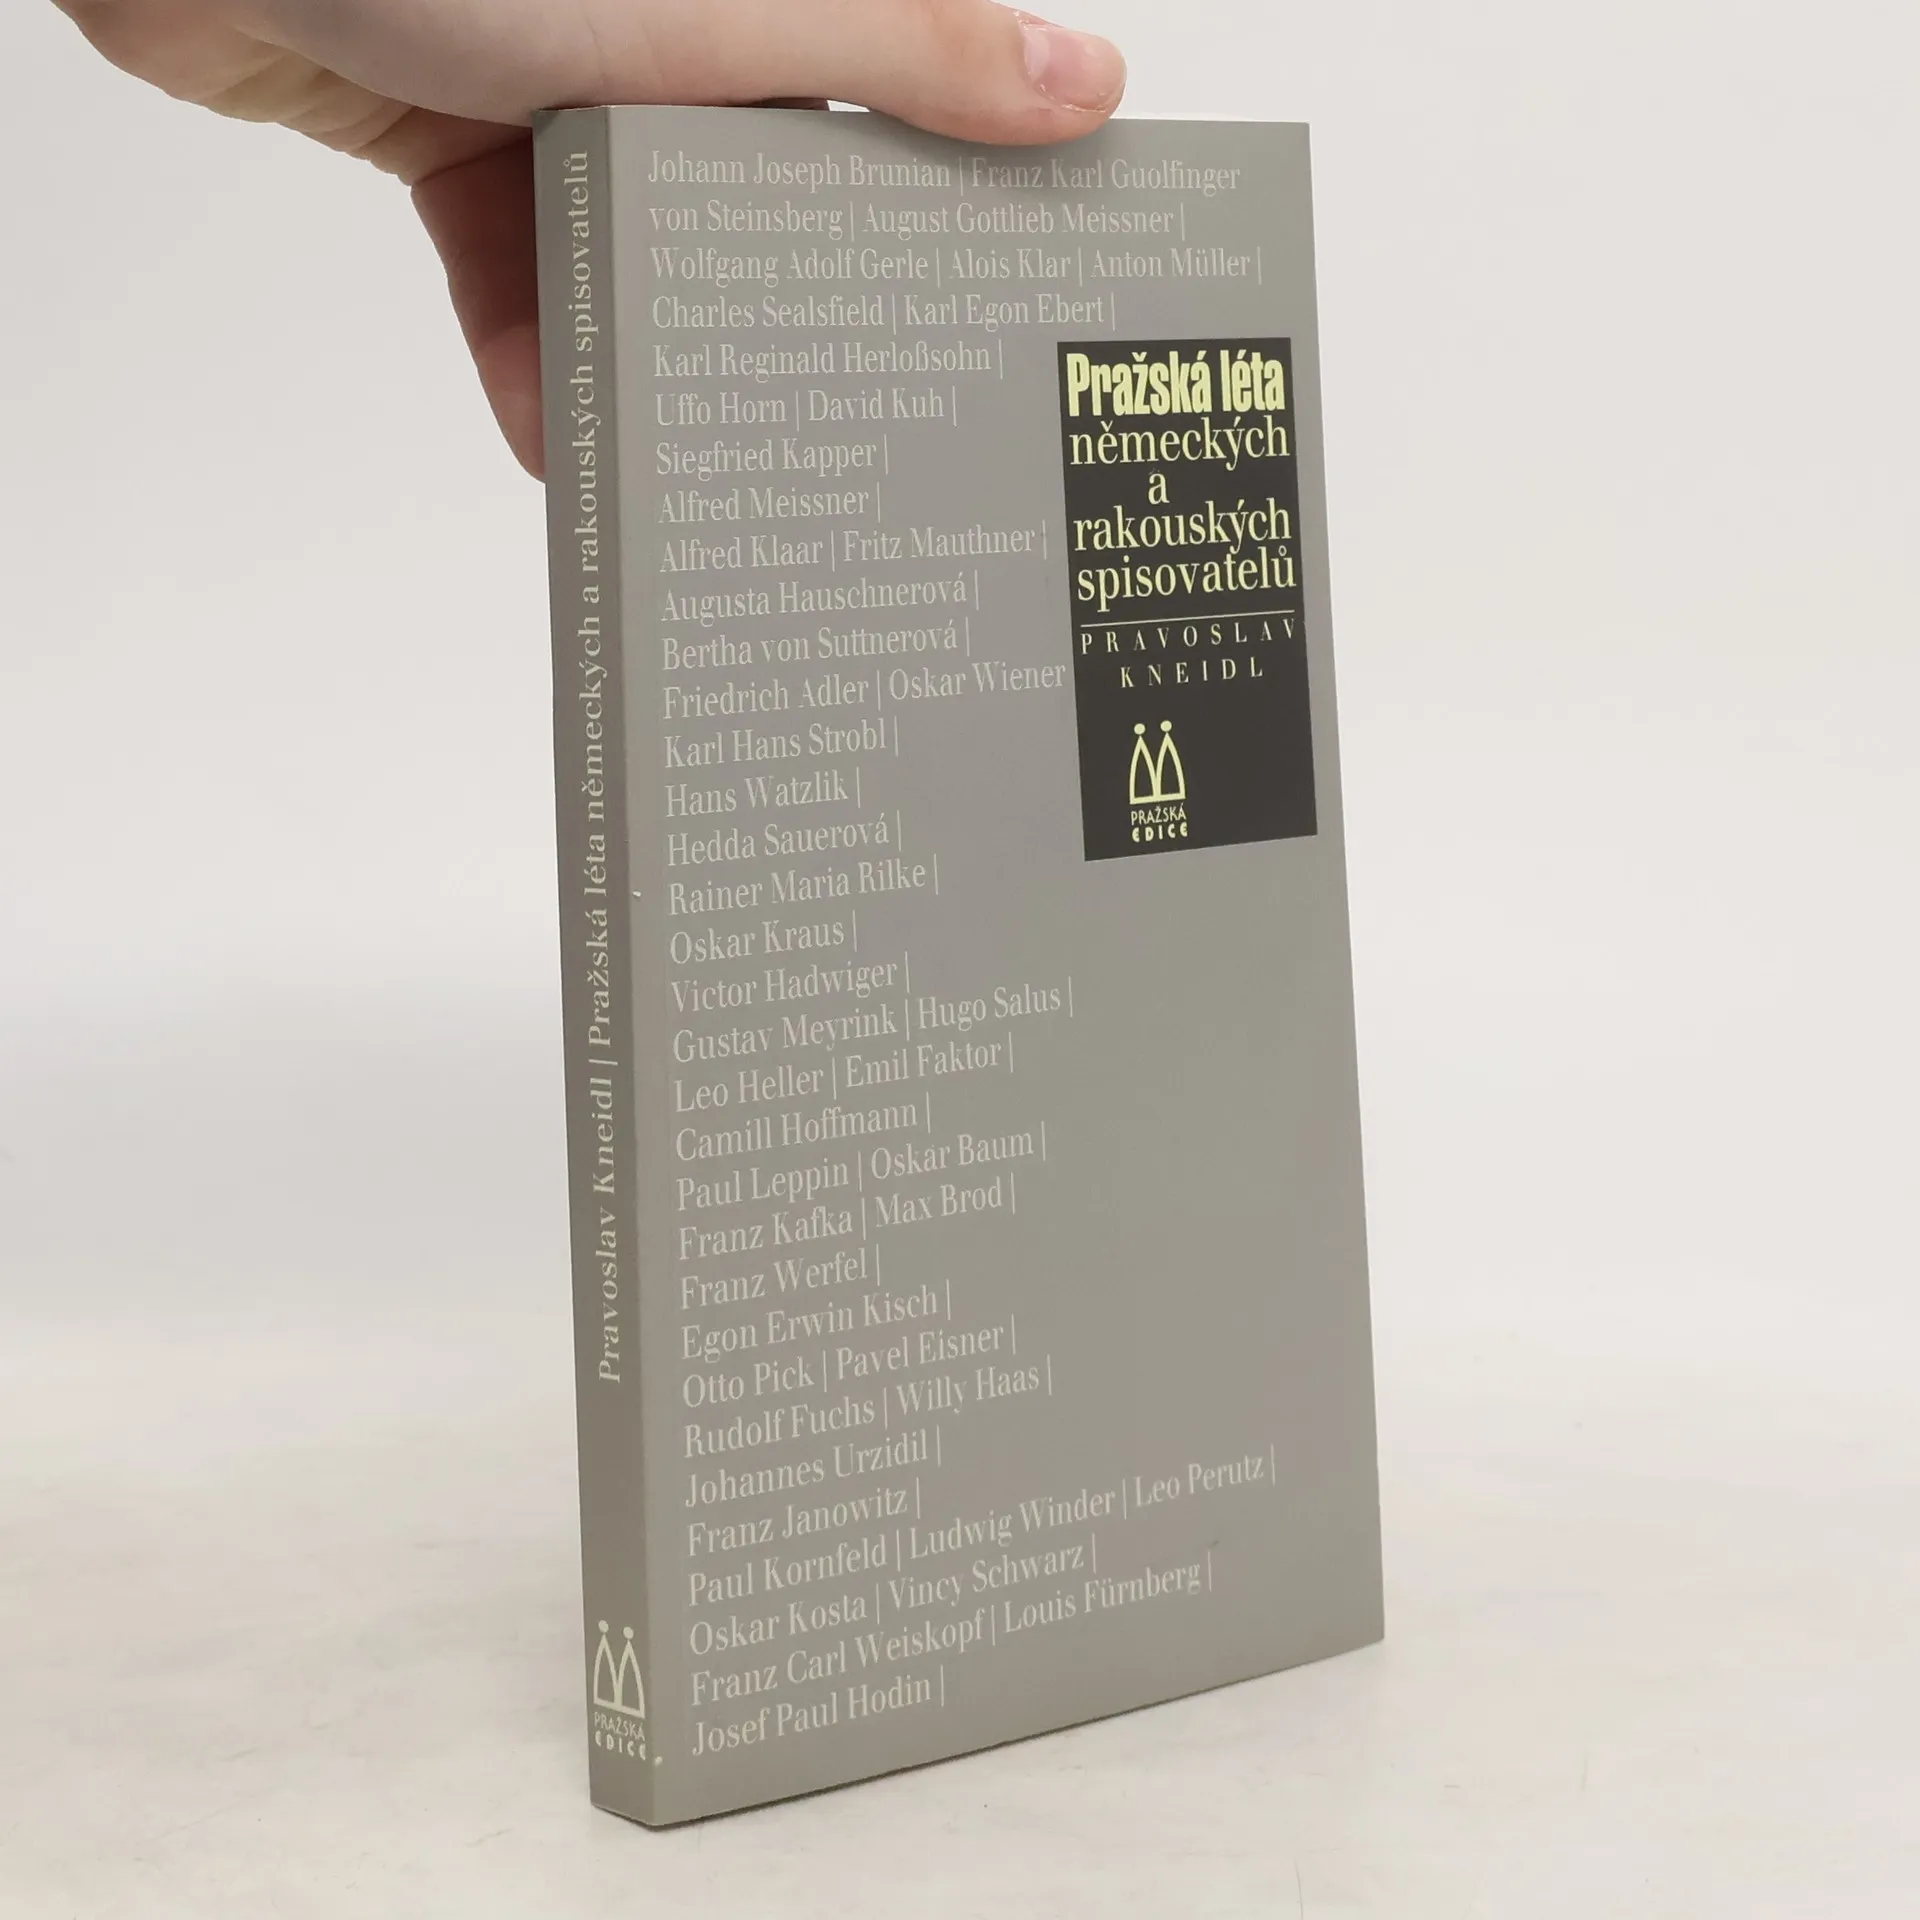 Johann Joseph Brunian | Franz Karl Guolfinger
von Steinsberg | August Gottlieb Meissner |
Wolfgang Adolf Gerle | Alois Klar | Anton Müller |
Charles Sealsfield | Karl Egon Ebert |
Karl Reginald Herloßsohn |
Uffo Horn | David Kuh |
Siegfried Kapper |
Alfred Meissner |
Alfred Klaar | Fritz Mauthner |
Augusta Hauschnerová |
Bertha von Suttnerová |
Friedrich Adler | Oskar Wiener
Karl Hans Strobl |
Hans Watzlik |
Hedda Sauerová |
Rainer Maria Rilke |
Oskar Kraus |
Victor Hadwiger |
Gustav Meyrink | Hugo Salus |
Leo Heller | Emil Faktor |
Camill Hoffmann |
Paul Leppin | Oskar Baum |
Franz Kafka | Max Brod |
Franz Werfel |
Egon Erwin Kisch |
Otto Pick | Pavel Eisner |
Rudolf Fuchs | Willy Haas |
Johannes Urzidil |
Franz Janowitz |
Paul Kornfeld | Ludwig Winder | Leo Perutz |
Oskar Kosta | Vincy Schwarz |
Franz Carl Weiskopf | Louis Fürnberg |
Josef Paul Hodin |
Pražská léta
německých
a
rakouských
spisovatelů
PRAVOSLAV
KNEIDL
PRAŽSKÁ
EDICE
Pravoslav Kneidl | Pražská léta německých a rakouských spisovatelů
PRAŽSKÁ
EDICE